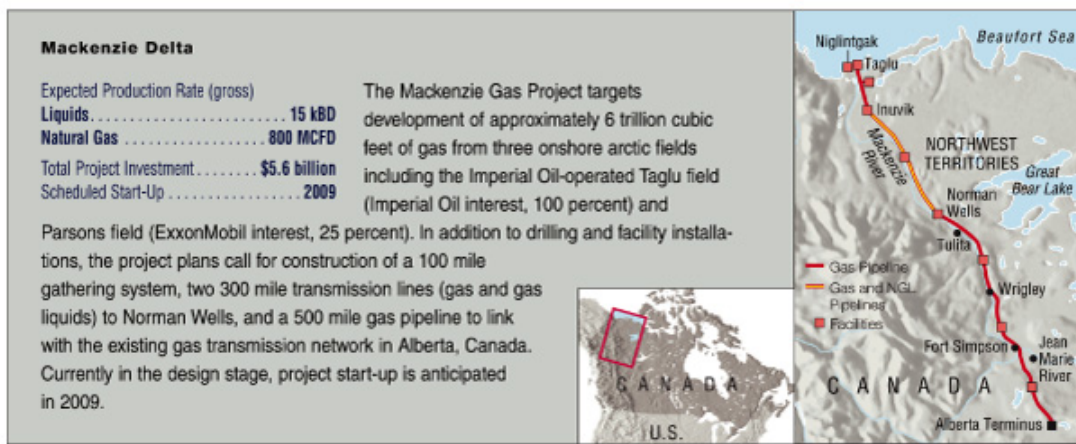 Mackenzie Delta
Expected Production Rate (gross)
Liquids......................... 15 kBD
Natural Gas .................. 800 MCFD
Total Project Investment ........ $5.6 billion
Scheduled Start-Up ................. 2009
The Mackenzie Gas Project targets
development of approximately 6 trillion cubic
feet of gas from three onshore arctic fields
including the Imperial Oil-operated Taglu field
(Imperial Oil interest, 100 percent) and
Parsons field (ExxonMobil interest, 25 percent). In addition to drilling and facility installa-
tions, the project plans call for construction of a 100 mile
gathering system, two 300 mile transmission lines (gas and gas
liquids) to Norman Wells, and a 500 mile gas pipeline to link
with the existing gas transmission network in Alberta, Canada.
Currently in the design stage, project start-up is anticipated
in 2009.
CANADA
U.S.
Niglintgak
Beaufort Sea
Taglu
Inuvik
Mackenzie
River
NORTHWEST
TERRITORIES
Great
Bear Lake
Norman
Wells
Tulita
Gas Pipeline
Gas and NGL
Pipelines
Facilities
Wrigley
Fort Simpson
Jean
Marie
River
CANADA
Alberta Terminus